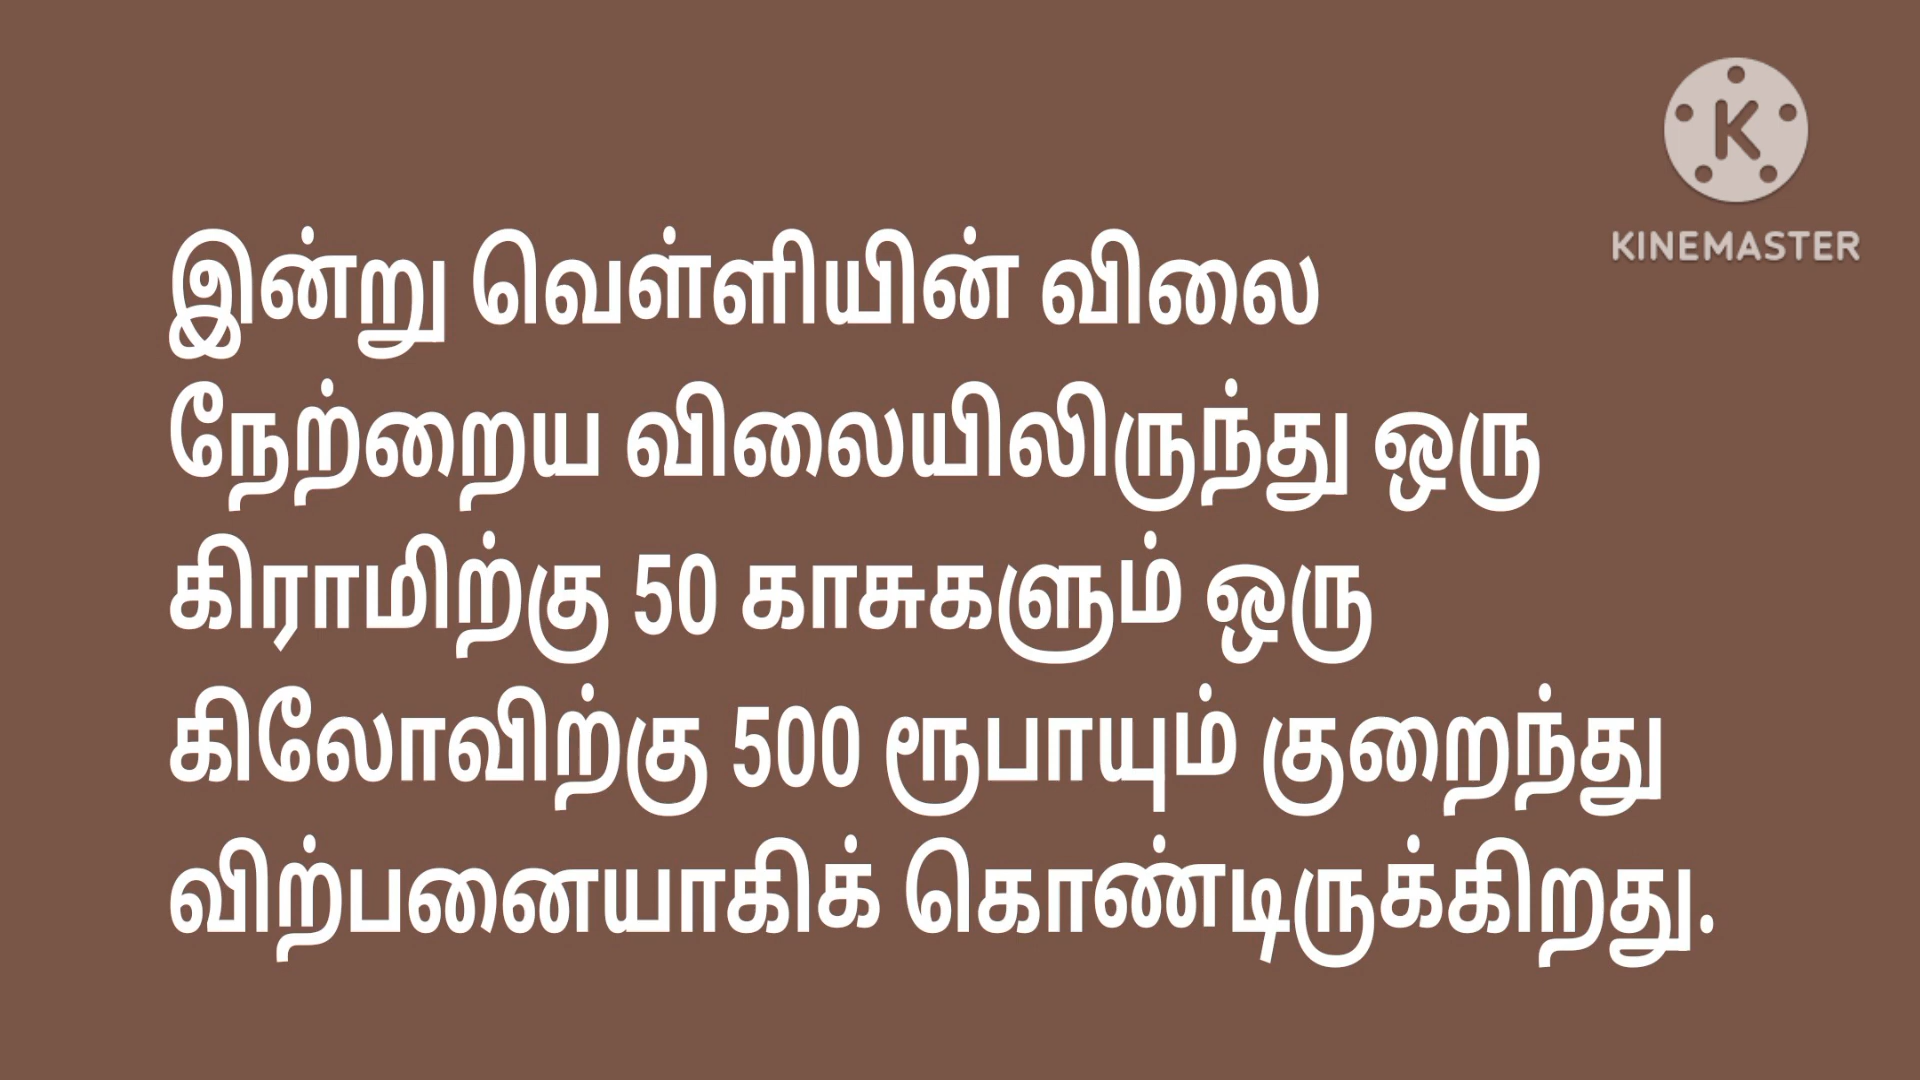 KINEMASTER
இன்று வெள்ளியின் விலை
நேற்றைய விலையிலிருந்து ஒரு
கிராமிற்கு 50 காசுகளும் ஒரு
கிலோவிற்கு 500 ரூபாயும் குறைந்து
விற்பனையாகிக் கொண்டிருக்கிறது.